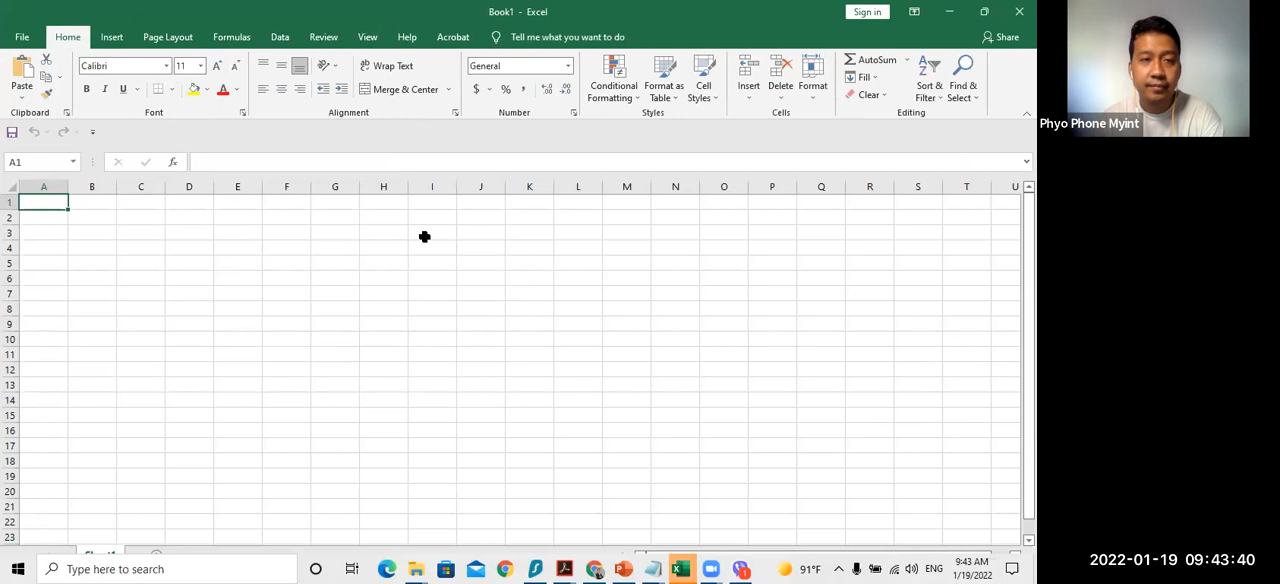 Book1 - Excel
Sign in
File Home Insert Page Layout Formulas Data Review View Help Acrobat Tell me what you want to do Share
Paste
Calibri 11
Wrap Text
General
Conditional Formatting
Format as Table
Cell Styles
Insert Delete Format
AutoSum
Fill
Clear
Sort & Filter
Find & Select
B I U
Merge & Center
$ % ,
Clipboard Font Alignment Number Styles Cells Editing
Phyo Phone Myint
A1
fx
A B C D E F G H I J K L M N O P Q R S T U
1
2
3
4
5
6
7
8
9
10
11
12
13
14
15
16
17
18
19
20
21
22
23
Type here to search
91°F
ENG
9:43 AM
1/19/2022
2022-01-19 09:43:40